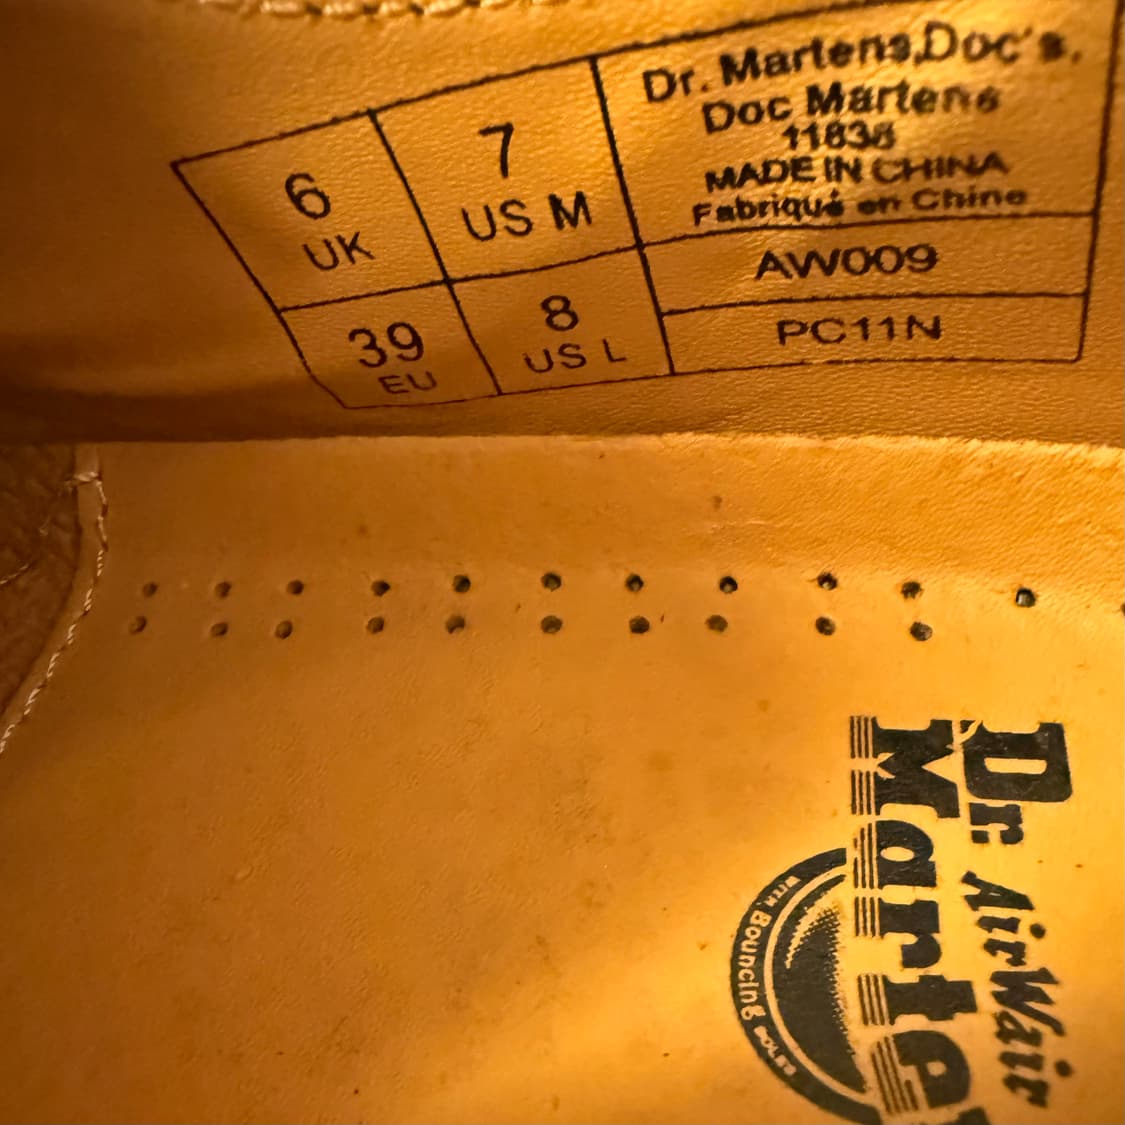 6
UK
7
US M
39
EU
8
US L
Dr. Martens,Doc's,
Doc Martens
11838
MADE IN CHINA
Fabriqué en Chine
AW009
PC11N
Dr.
Marte
AirWair
WITH Bouncing SOLES